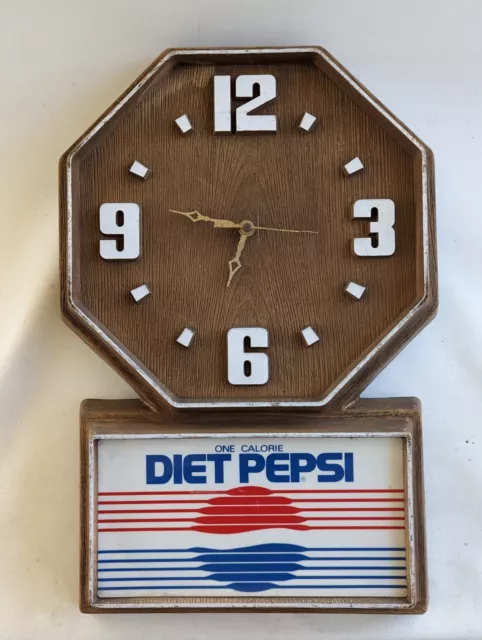 12
9 3
6
ONE CALORIE
DIET PEPSI®